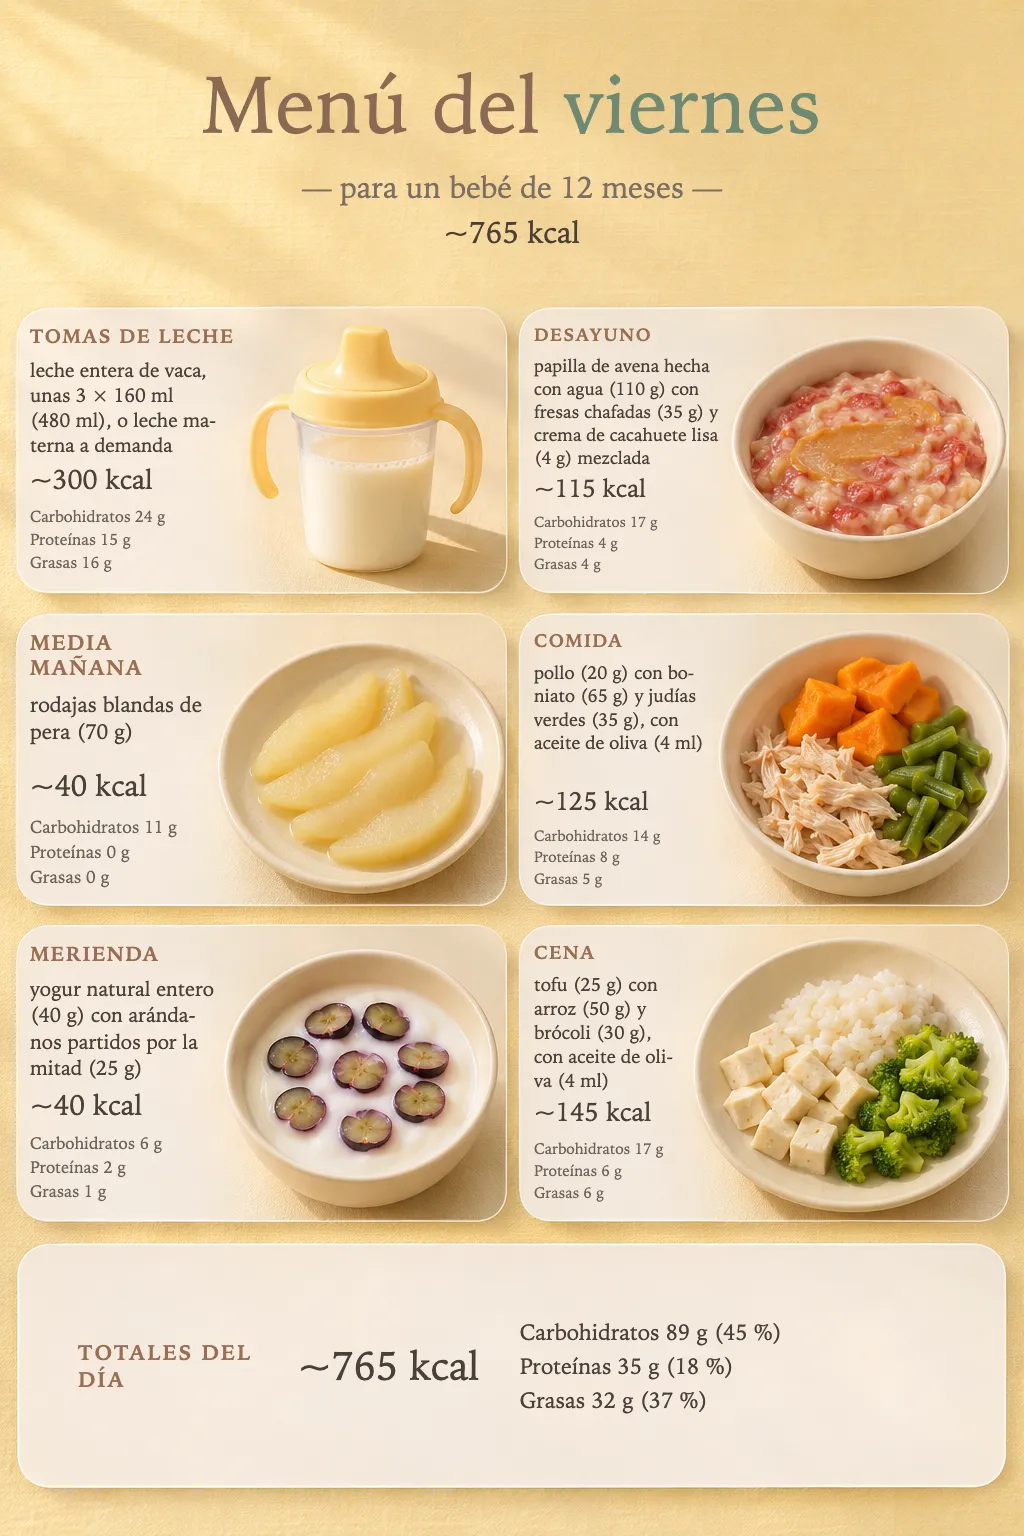 Menú del viernes
— para un bebé de 12 meses —
~765 kcal
TOMAS DE LECHE
leche entera de vaca,
unas 3 × 160 ml
(480 ml), o leche ma-
terna a demanda
~300 kcal
Carbohidratos 24 g
Proteínas 15 g
Grasas 16 g
DESAYUNO
papilla de avena hecha
con agua (110 g) con
fresas chafadas (35 g) y
crema de cacahuete lisa
(4 g) mezclada
~115 kcal
Carbohidratos 17 g
Proteínas 4 g
Grasas 4 g
MEDIA
MAÑANA
rodajas blandas de
pera (70 g)
~40 kcal
Carbohidratos 11 g
Proteínas 0 g
Grasas 0 g
COMIDA
pollo (20 g) con bo-
niato (65 g) y judías
verdes (35 g), con
aceite de oliva (4 ml)
~125 kcal
Carbohidratos 14 g
Proteínas 8 g
Grasas 5 g
MERIENDA
yogur natural entero
(40 g) con aránda-
nos partidos por la
mitad (25 g)
~40 kcal
Carbohidratos 6 g
Proteínas 2 g
Grasas 1 g
CENA
tofu (25 g) con
arroz (50 g) y
brócoli (30 g),
con aceite de oli-
va (4 ml)
~145 kcal
Carbohidratos 17 g
Proteínas 6 g
Grasas 6 g
TOTALES DEL
DÍA
~765 kcal
Carbohidratos 89 g (45 %)
Proteínas 35 g (18 %)
Grasas 32 g (37 %)